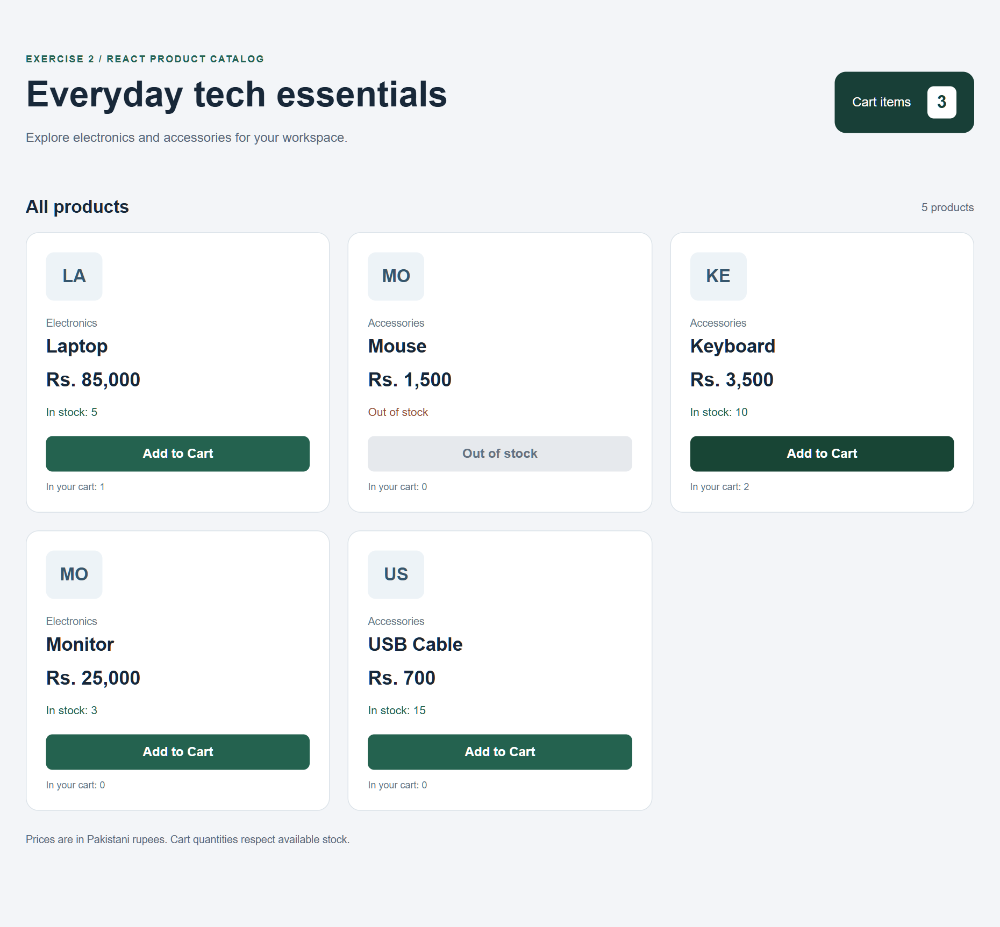 EXERCISE 2 / REACT PRODUCT CATALOG
Everyday tech essentials
Explore electronics and accessories for your workspace.
Cart items 3
All products
5 products
LA
Electronics
Laptop
Rs. 85,000
In stock: 5
Add to Cart
In your cart: 1
MO
Accessories
Mouse
Rs. 1,500
Out of stock
Out of stock
In your cart: 0
KE
Accessories
Keyboard
Rs. 3,500
In stock: 10
Add to Cart
In your cart: 2
MO
Electronics
Monitor
Rs. 25,000
In stock: 3
Add to Cart
In your cart: 0
US
Accessories
USB Cable
Rs. 700
In stock: 15
Add to Cart
In your cart: 0
Prices are in Pakistani rupees. Cart quantities respect available stock.